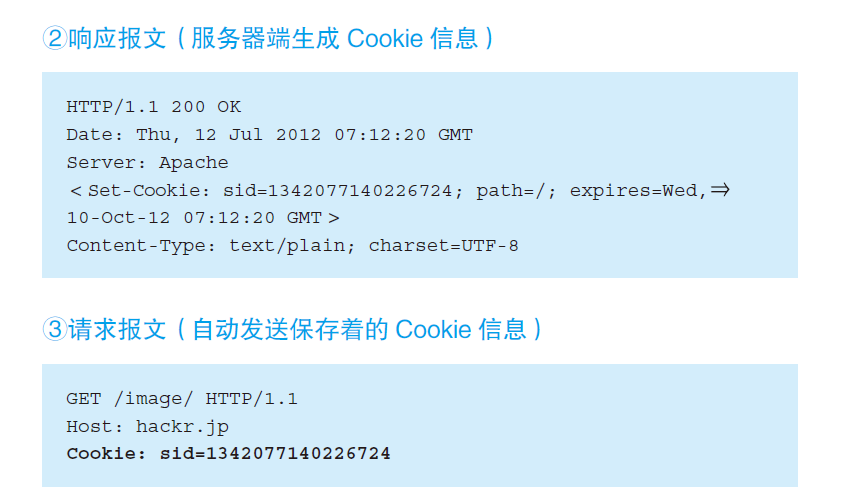 ②响应报文(服务器端生成 Cookie 信息)
HTTP/1.1 200 OK
Date: Thu, 12 Jul 2012 07:12:20 GMT
Server: Apache
<Set-Cookie: sid=1342077140226724; path=/; expires=Wed,⇒
10-Oct-12 07:12:20 GMT>
Content-Type: text/plain; charset=UTF-8
③请求报文(自动发送保存着的 Cookie 信息)
GET /image/ HTTP/1.1
Host: hackr.jp
Cookie: sid=1342077140226724